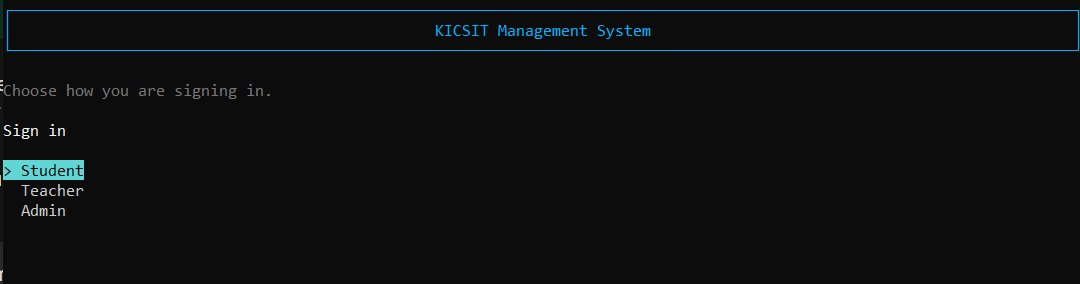 KICSIT Management System
Choose how you are signing in.
Sign in
> Student
Teacher
Admin